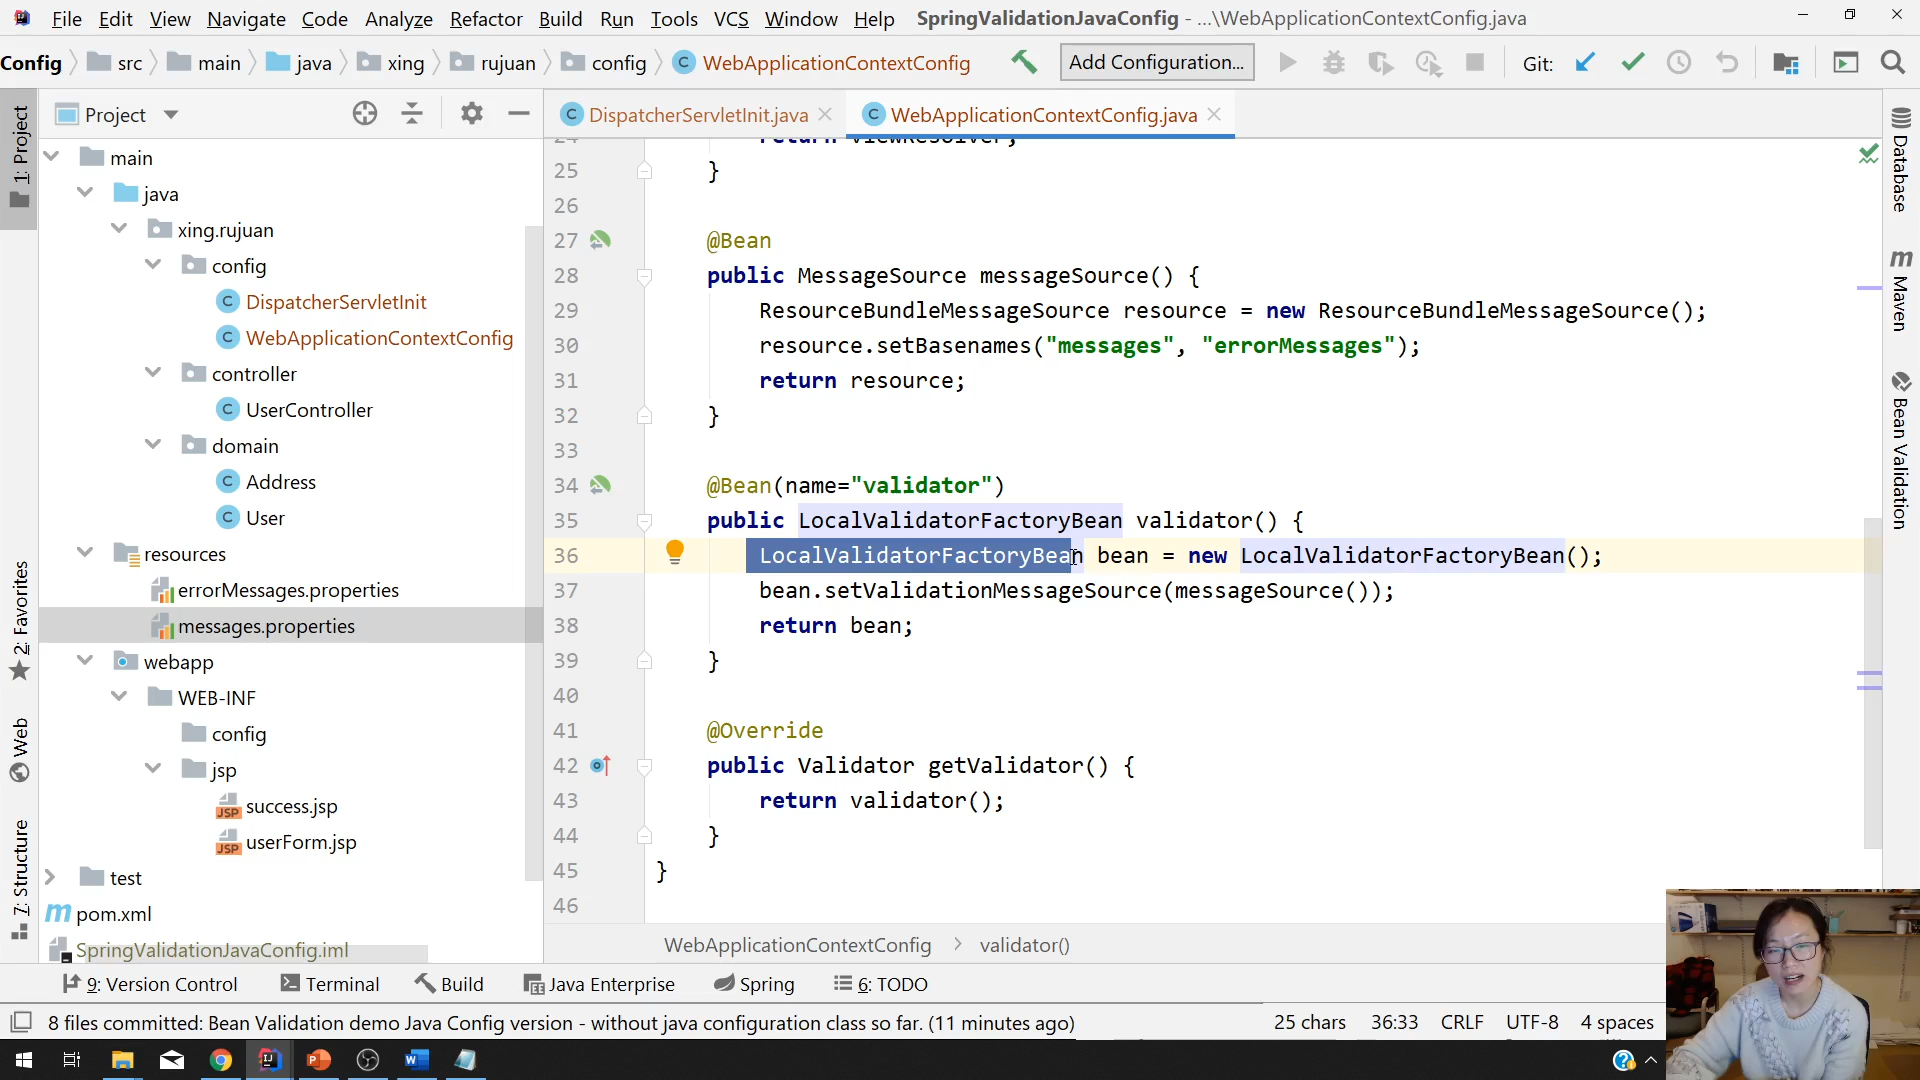 File Edit View Navigate Code Analyze Refactor Build Run Tools VCS Window Help SpringValidationJavaConfig - ...\WebApplicationContextConfig.java
Config src main java xing rujuan config WebApplicationContextConfig Add Configuration... Git:
Project
DispatcherServletInit.java WebApplicationContextConfig.java
1: Project
2: Favorites
Web
7: Structure
main
java
xing.rujuan
config
DispatcherServletInit
WebApplicationContextConfig
controller
UserController
domain
Address
User
resources
errorMessages.properties
messages.properties
webapp
WEB-INF
config
jsp
success.jsp
userForm.jsp
test
pom.xml
SpringValidationJavaConfig.iml
24 return viewResolver;
25 }
26
27 @Bean
28 public MessageSource messageSource() {
29 ResourceBundleMessageSource resource = new ResourceBundleMessageSource();
30 resource.setBasenames("messages", "errorMessages");
31 return resource;
32 }
33
34 @Bean(name="validator")
35 public LocalValidatorFactoryBean validator() {
36 LocalValidatorFactoryBean bean = new LocalValidatorFactoryBean();
37 bean.setValidationMessageSource(messageSource());
38 return bean;
39 }
40
41 @Override
42 public Validator getValidator() {
43 return validator();
44 }
45 }
46
WebApplicationContextConfig validator()
Database
Maven
Bean Validation
9: Version Control Terminal Build Java Enterprise Spring 6: TODO
8 files committed: Bean Validation demo Java Config version - without java configuration class so far. (11 minutes ago) 25 chars 36:33 CRLF UTF-8 4 spaces